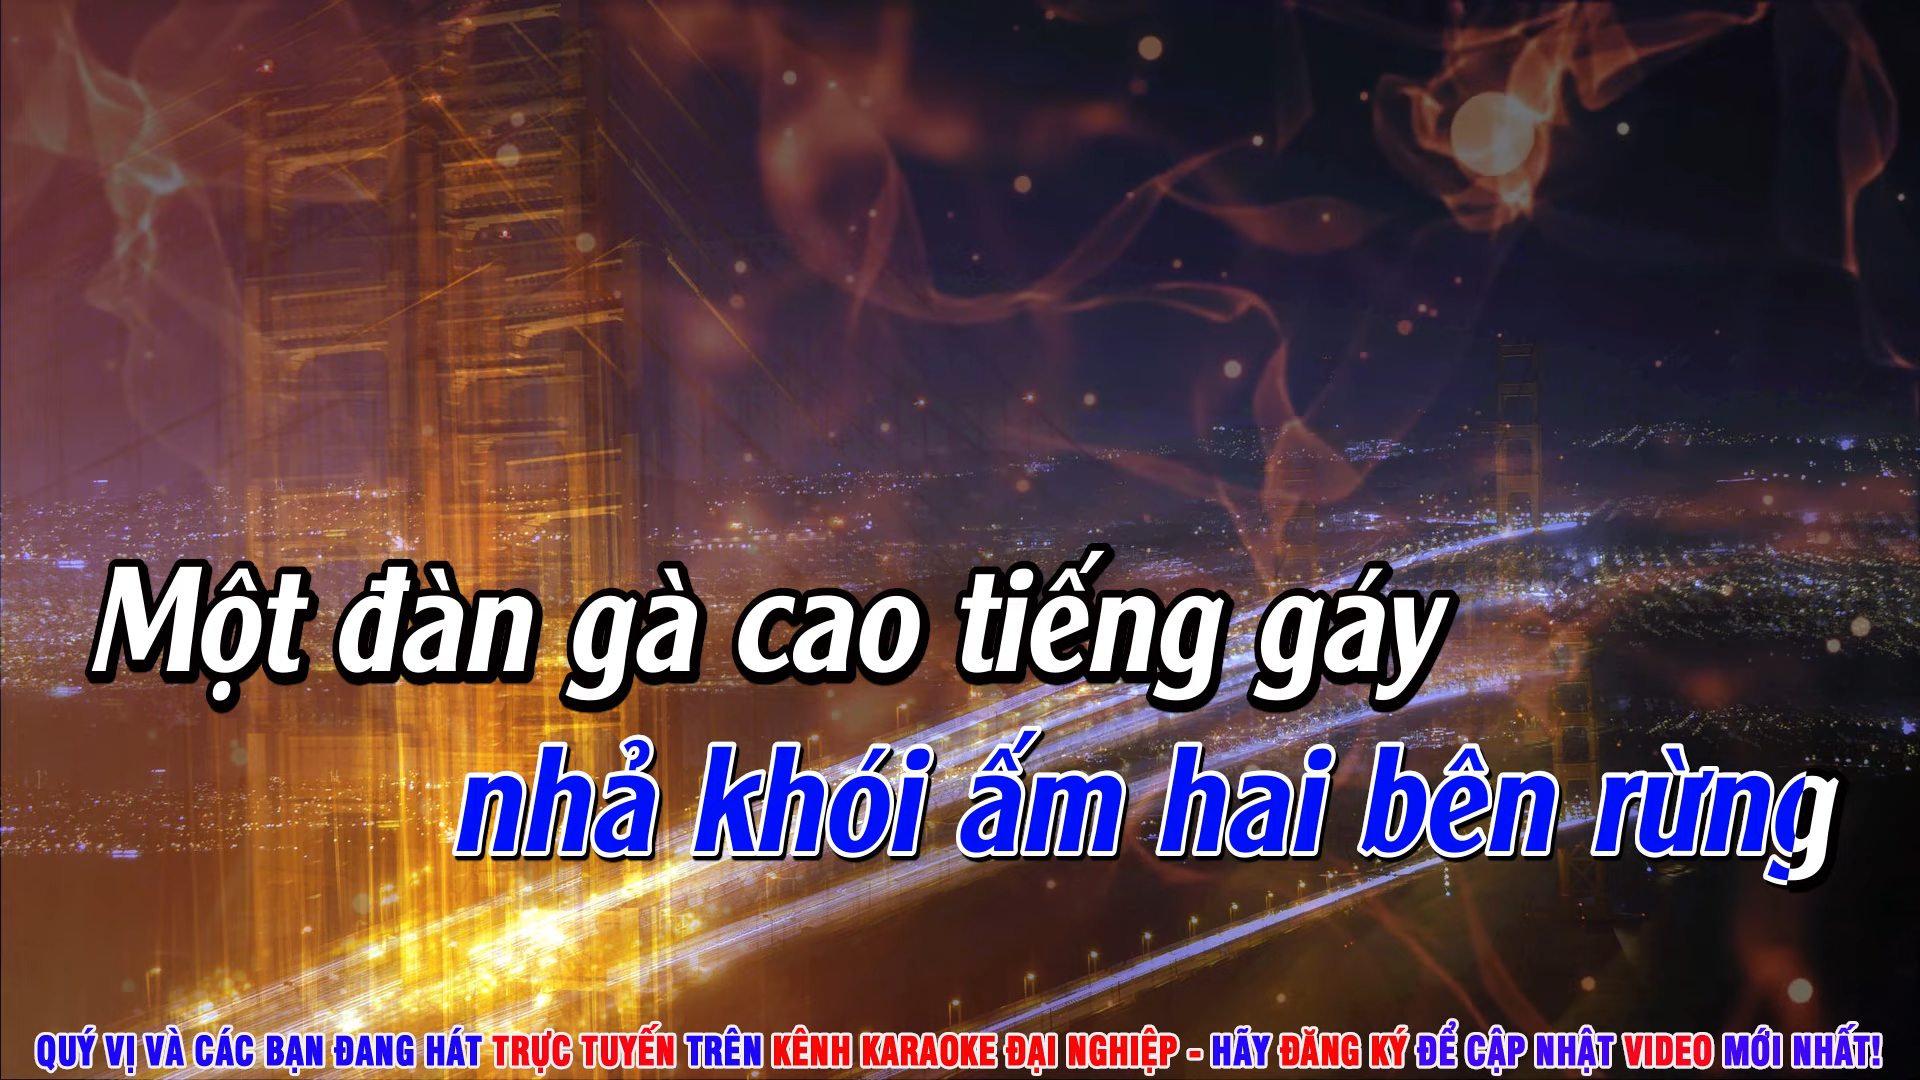 Một đàn gà cao tiếng gáy
nhả khói ấm hai bên rừng
QUÝ VỊ VÀ CÁC BẠN ĐANG HÁT TRỰC TUYẾN TRÊN KÊNH KARAOKE ĐẠI NGHIỆP - HÃY ĐĂNG KÝ ĐỂ CẬP NHẬT VIDEO MỚI NHẤT!